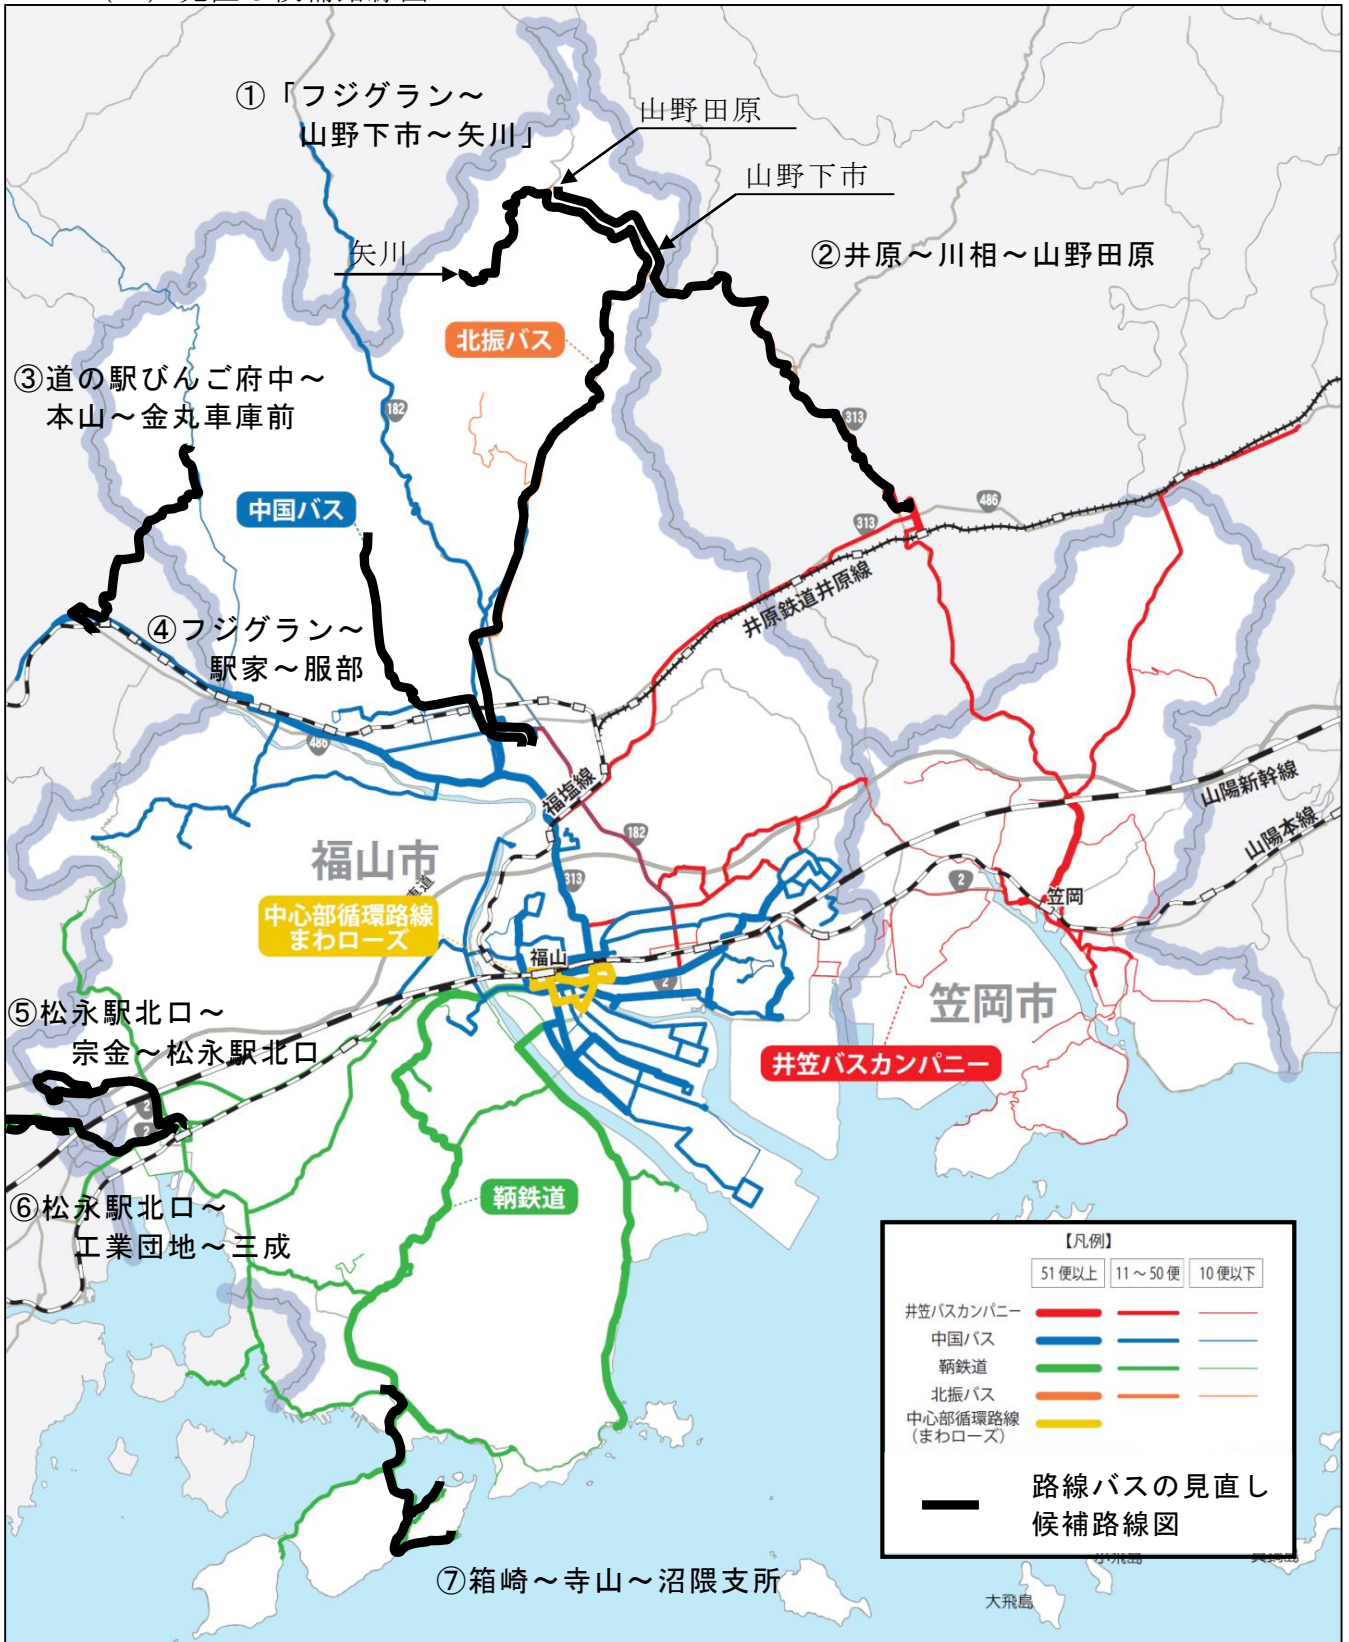 ①「フジグラン～
山野下市～矢川」
山野田原
山野下市
矢川
②井原～川相～山野田原
北振バス
③道の駅びんご府中～
本山～金丸車庫前
182
313
中国バス
486
313
井原鉄道井原線
④フジグラン～
駅家～服部
486
福塩線
山陽新幹線
山陽本線
182
福山市
313
2
笠岡
中心部循環路線
まわローズ
福山
2
笠岡市
⑤松永駅北口～
宗金～松永駅北口
井笠バスカンパニー
2
2
鞆鉄道
⑥松永駅北口～
工業団地～三成
【凡例】
51便以上 11～50便 10便以下
井笠バスカンパニー
中国バス
鞆鉄道
北振バス
中心部循環路線
(まわローズ)
路線バスの見直し
候補路線図
⑦箱崎～寺山～沼隈支所
大飛島